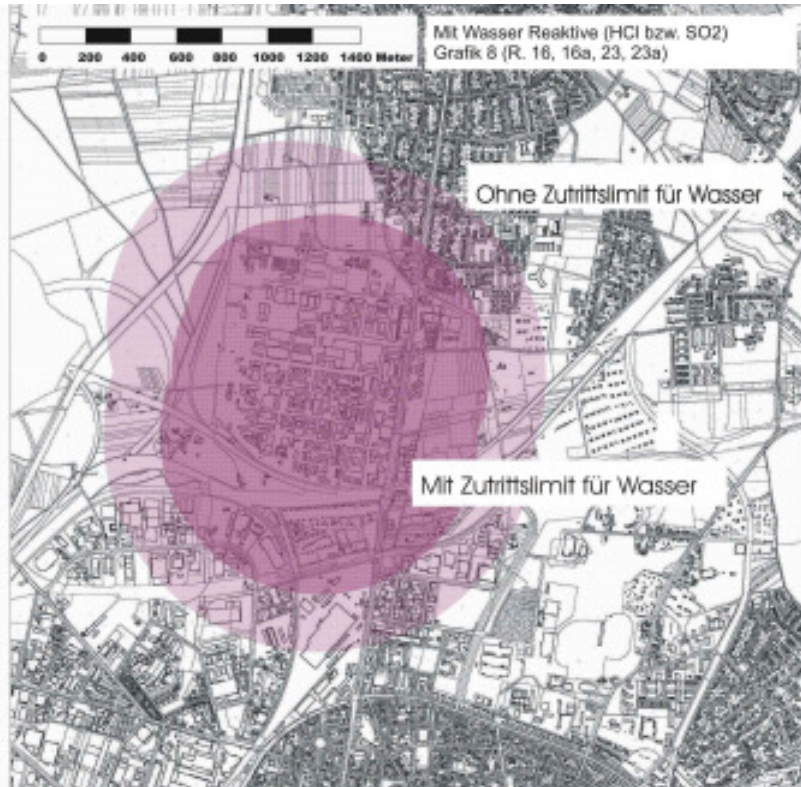 0 200 400 600 800 1000 1200 1400 Meter
Mit Wasser Reaktive (HCl bzw. SO2)
Grafik 8 (R. 16, 16a, 23, 23a)
Ohne Zutrittslimit für Wasser
Mit Zutrittslimit für Wasser